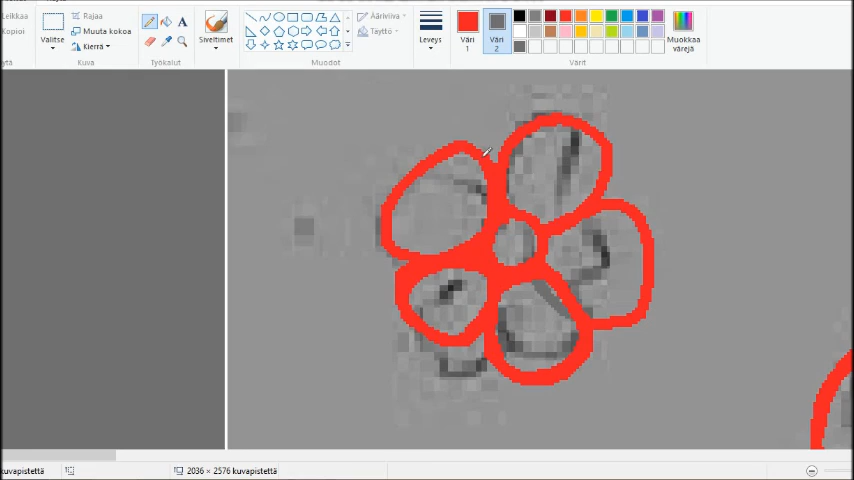 Leikkaa
Kopioi
Valitse
Rajaa
Muuta kokoa
Kierrä
Siveltimet
Ääriviiva
Täyttö
Leveys
Väri
1
Väri
2
Muokkaa
värejä
Kuva
Työkalut
Muodot
Värit
kuvapistettä
2036 × 2576 kuvapistettä